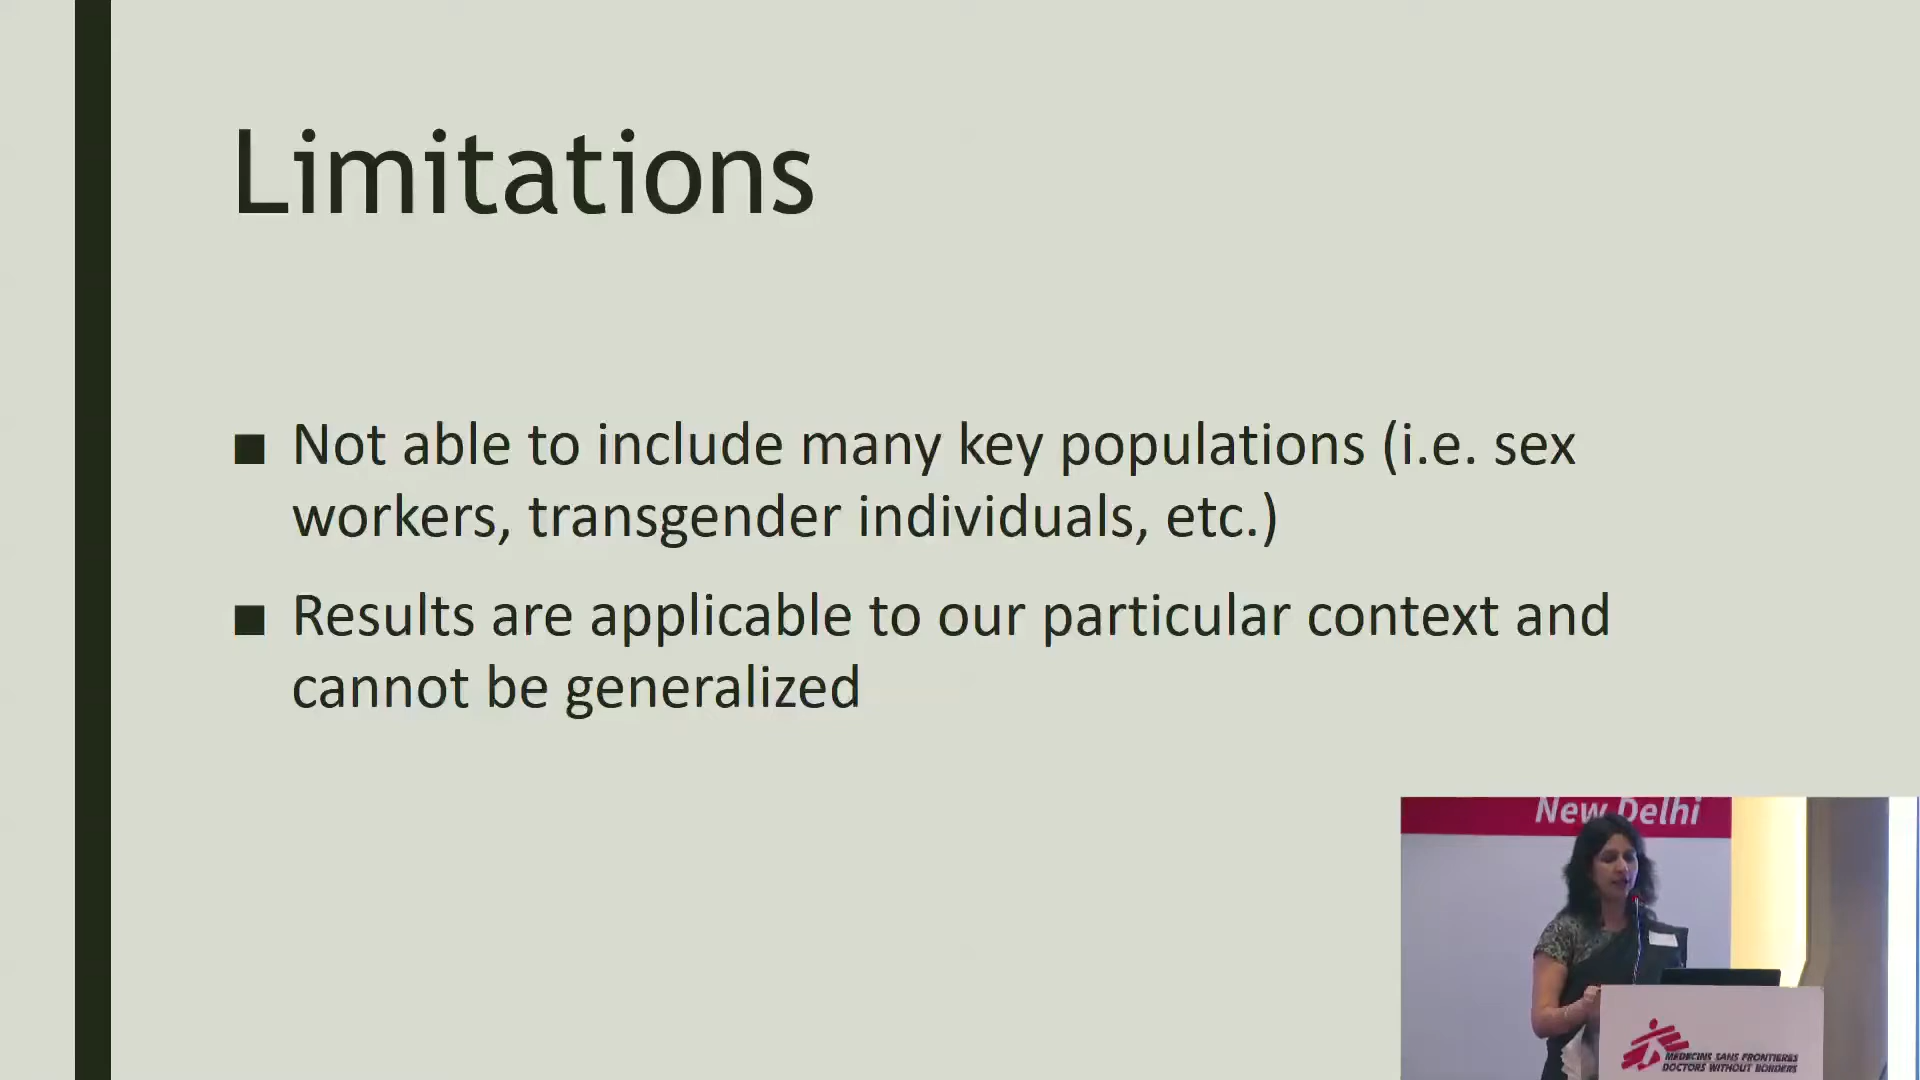 Limitations
■ Not able to include many key populations (i.e. sex
workers, transgender individuals, etc.)
■ Results are applicable to our particular context and
cannot be generalized
New Delhi
MEDECINS SANS FRONTIERES
DOCTORS WITHOUT BORDERS